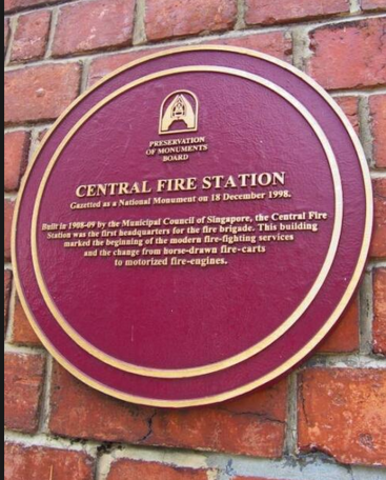 PRESERVATION
OF MONUMENTS
BOARD
CENTRAL FIRE STATION
Gazetted as a National Monument on 18 December 1998.
Built in 1908-09 by the Municipal Council of Singapore, the Central Fire
Station was the first headquarters for the fire brigade. This building
marked the beginning of the modern fire-fighting services
and the change from horse-drawn fire-carts
to motorized fire-engines.